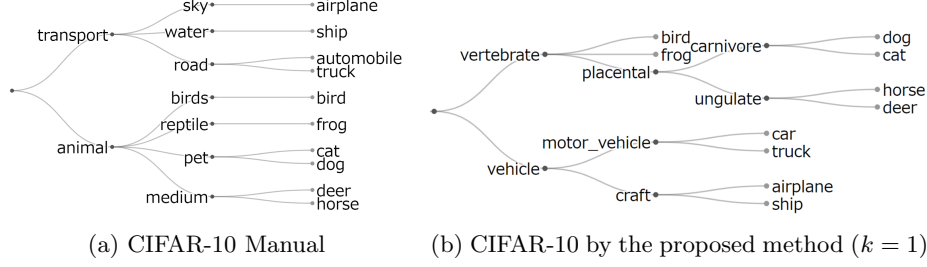 sky
airplane
transport
water
ship
road
automobile
truck
birds
bird
reptile
frog
animal
pet
cat
dog
medium
deer
horse
(a) CIFAR-10 Manual
vertebrate
bird
frog
carnivore
dog
cat
placental
ungulate
horse
deer
motor_vehicle
car
truck
vehicle
craft
airplane
ship
(b) CIFAR-10 by the proposed method (k = 1)